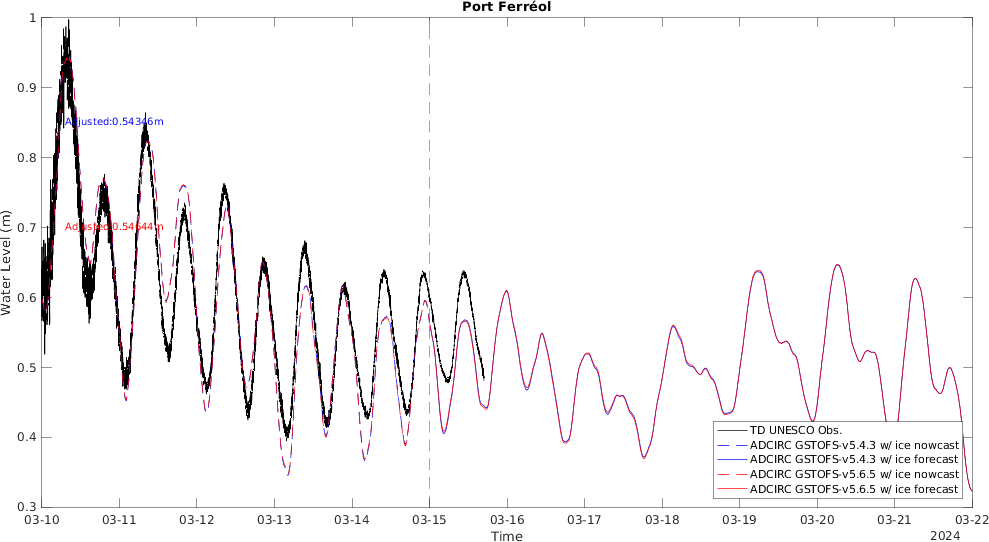 Port Ferréol
Water Level (m)
1
0.9
0.8
0.7
0.6
0.5
0.4
0.3
Adjusted:0.54346m
Adjusted:0.54644m
TD UNESCO Obs.
ADCIRC GSTOFS-v5.4.3 w/ ice nowcast
ADCIRC GSTOFS-v5.4.3 w/ ice forecast
ADCIRC GSTOFS-v5.6.5 w/ ice nowcast
ADCIRC GSTOFS-v5.6.5 w/ ice forecast
03-10 03-11 03-12 03-13 03-14 03-15 03-16 03-17 03-18 03-19 03-20 03-21 03-22
Time
2024